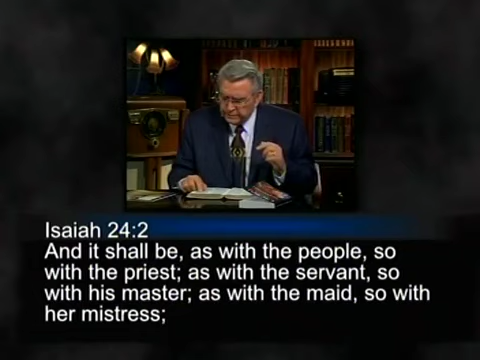 Isaiah 24:2
And it shall be, as with the people, so
with the priest; as with the servant, so
with his master; as with the maid, so with
her mistress;